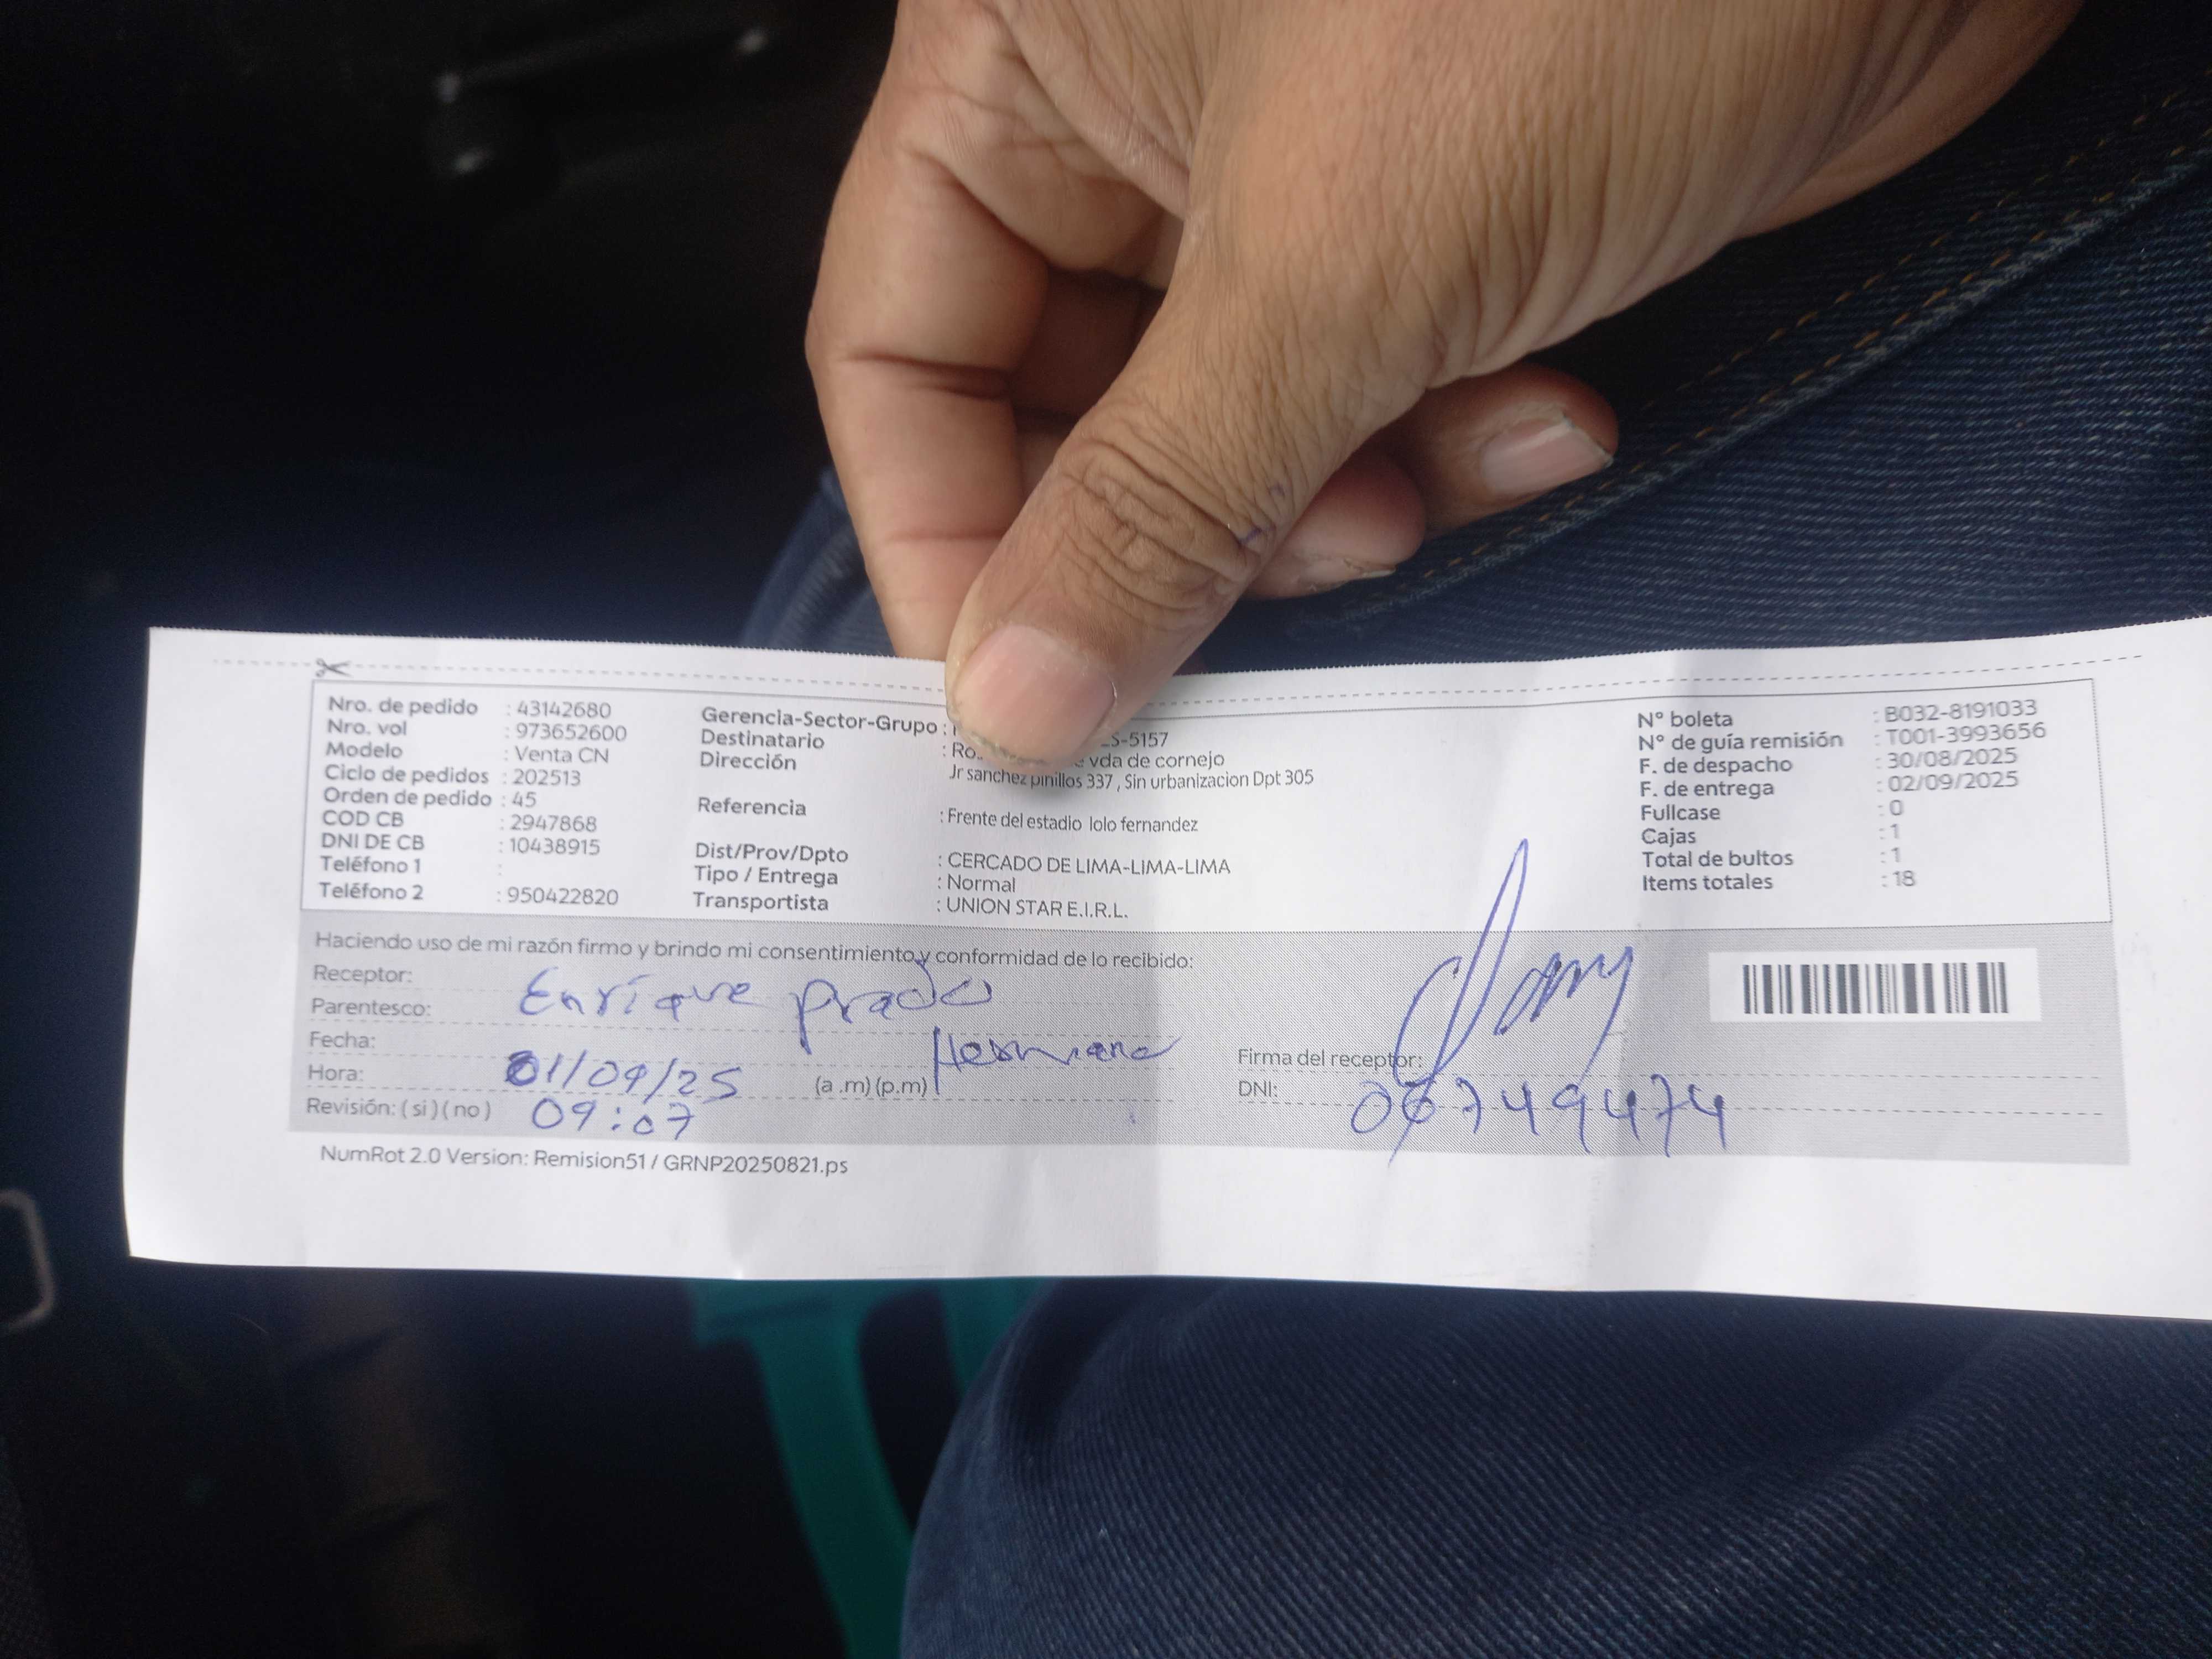 Nro. de pedido : 43142680
Nro. vol : 973652600
Modelo : Venta CN
Ciclo de pedidos : 202513
Orden de pedido : 45
COD CB : 2947868
DNI DE CB : 10438915
Teléfono 1 :
Teléfono 2 : 950422820
Gerencia-Sector-Grupo : S-5157
Destinatario : vda de cornejo
Dirección Jr sanchez pinillos 337 , Sin urbanizacion Dpt 305
Referencia : Frente del estadio lolo fernandez
Dist/Prov/Dpto : CERCADO DE LIMA-LIMA-LIMA
Tipo / Entrega : Normal
Transportista : UNION STAR E.I.R.L.
N° boleta : B032-8191033
N° de guía remisión : T001-3993656
F. de despacho : 30/08/2025
F. de entrega : 02/09/2025
Fullcase : 0
Cajas : 1
Total de bultos : 1
Items totales : 18
Haciendo uso de mi razón firmo y brindo mi consentimiento y conformidad de lo recibido:
Receptor: Enrique prado
Parentesco: Hermano
Fecha: 01/09/25
Hora: 09:07 (a .m) (p.m)
Revisión: ( si ) ( no )
Firma del receptor:
DNI: 06749474
NumRot 2.0 Version: Remision51 / GRNP20250821.ps